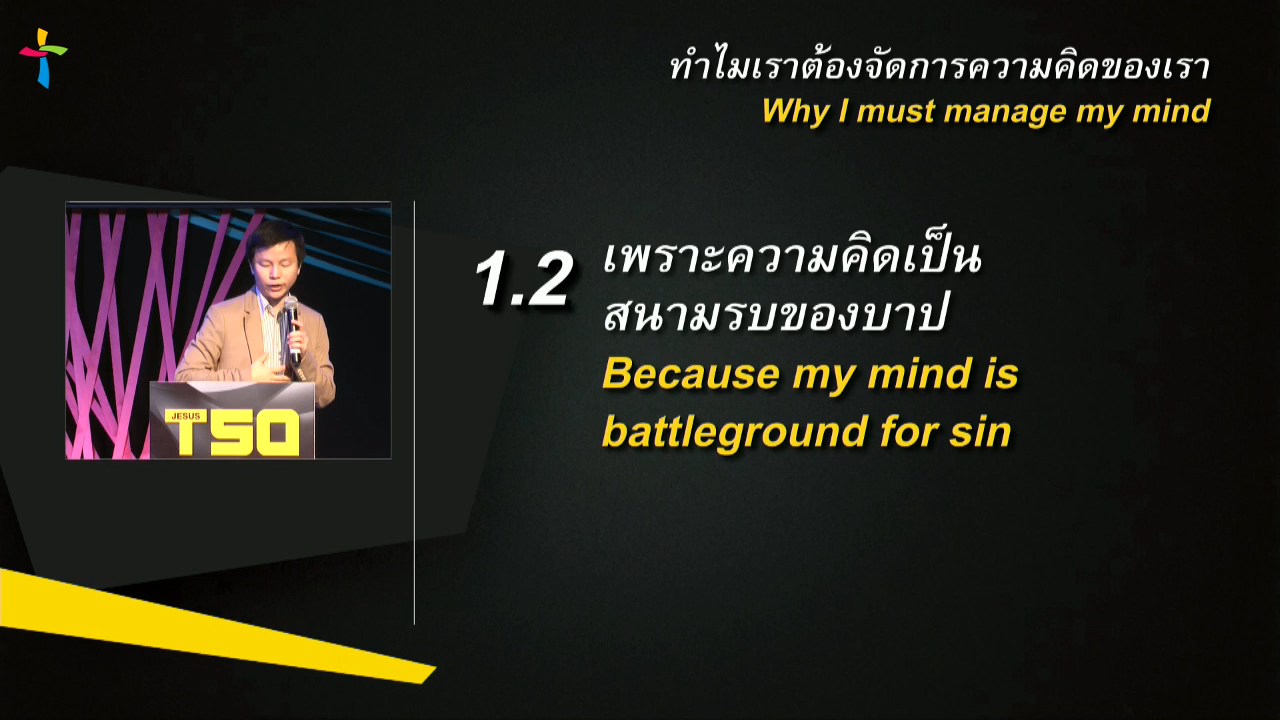 ทำไมเราต้องจัดการความคิดของเรา
Why I must manage my mind
1.2
เพราะความคิดเป็น
สนามรบของบาป
Because my mind is
battleground for sin
JESUS
TSQ